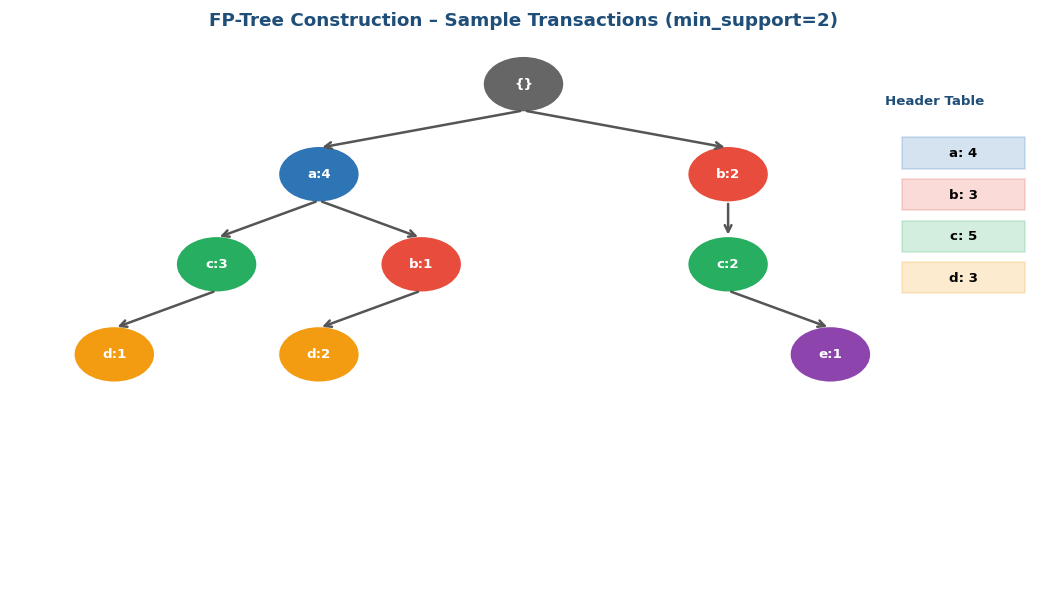 FP-Tree Construction – Sample Transactions (min_support=2)
{}
Header Table
a: 4
b: 3
c: 5
d: 3
a:4
b:2
c:3
b:1
c:2
d:1
d:2
e:1